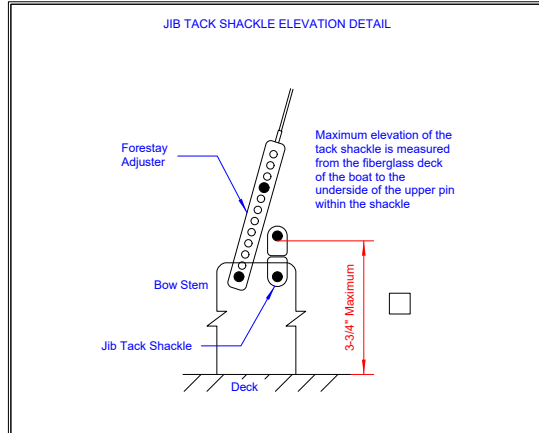 JIB TACK SHACKLE ELEVATION DETAIL
Forestay
Adjuster
Maximum elevation of the
tack shackle is measured
from the fiberglass deck
of the boat to the
underside of the upper pin
within the shackle
Bow Stem
3-3/4" Maximum
Jib Tack Shackle
Deck